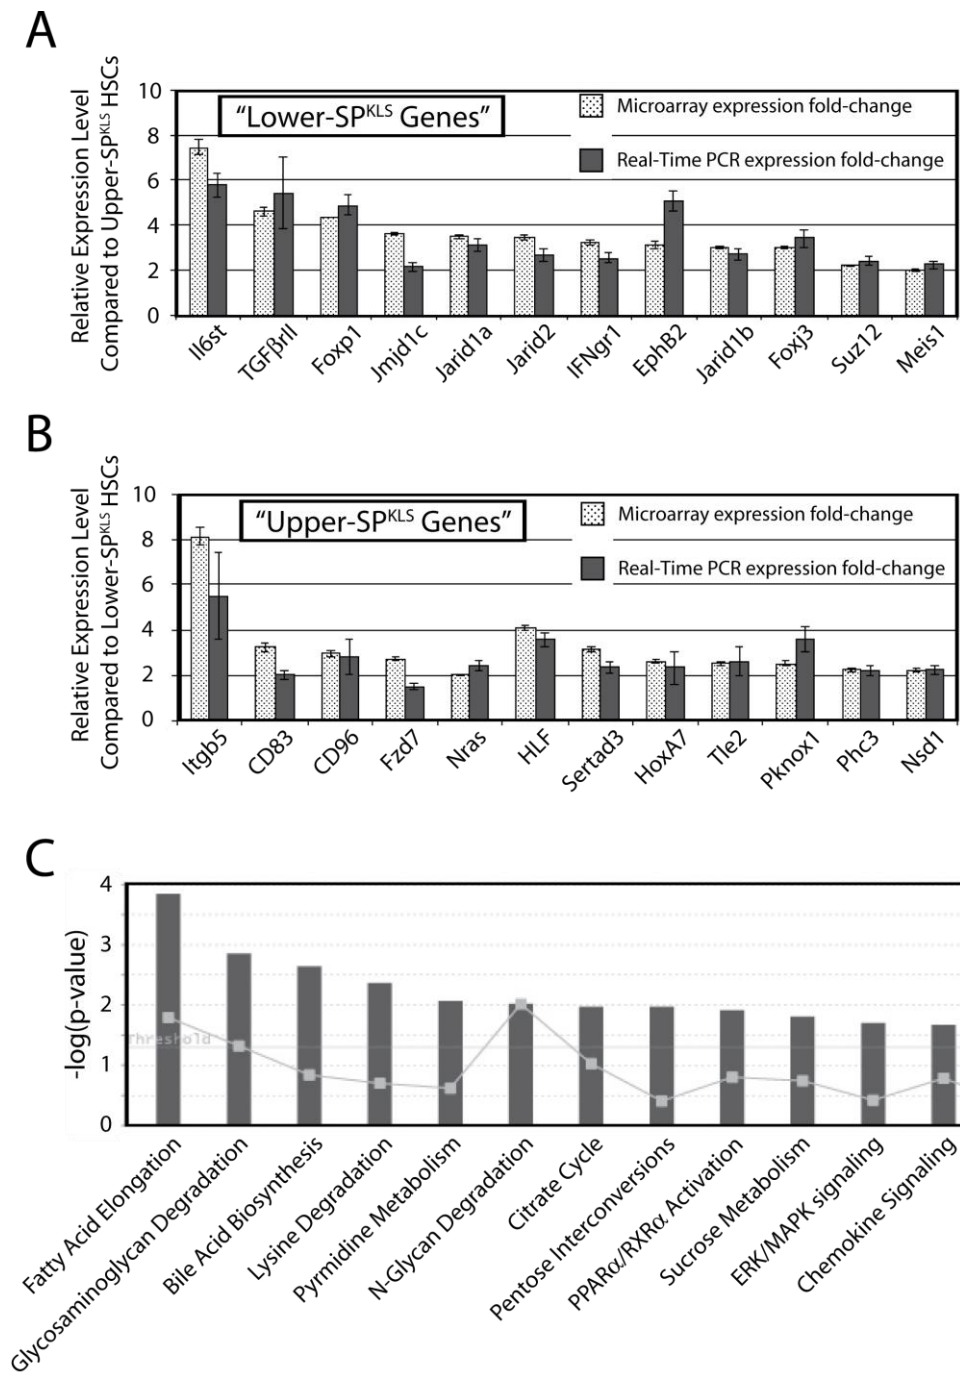 A
Relative Expression Level
Compared to Upper-SPKLS HSCs
10
8
6
4
2
0
“Lower-SPKLS Genes”
Microarray expression fold-change
Real-Time PCR expression fold-change
Il6st
TGFβrII
Foxp1
Jmjd1c
Jarid1a
Jarid2
IFNgr1
EphB2
Jarid1b
Foxj3
Suz12
Meis1
B
Relative Expression Level
Compared to Lower-SPKLS HSCs
10
8
6
4
2
0
“Upper-SPKLS Genes”
Microarray expression fold-change
Real-Time PCR expression fold-change
Itgb5
CD83
CD96
Fzd7
Nras
HLF
Sertad3
HoxA7
Tle2
Pknox1
Phc3
Nsd1
C
-log(p-value)
4
3
2
1
0
Threshold
Fatty Acid Elongation
Glycosaminoglycan Degradation
Bile Acid Biosynthesis
Lysine Degradation
Pyrmidine Metabolism
N-Glycan Degradation
Citrate Cycle
Pentose Interconversions
PPARα/RXRα Activation
Sucrose Metabolism
ERK/MAPK signaling
Chemokine Signaling